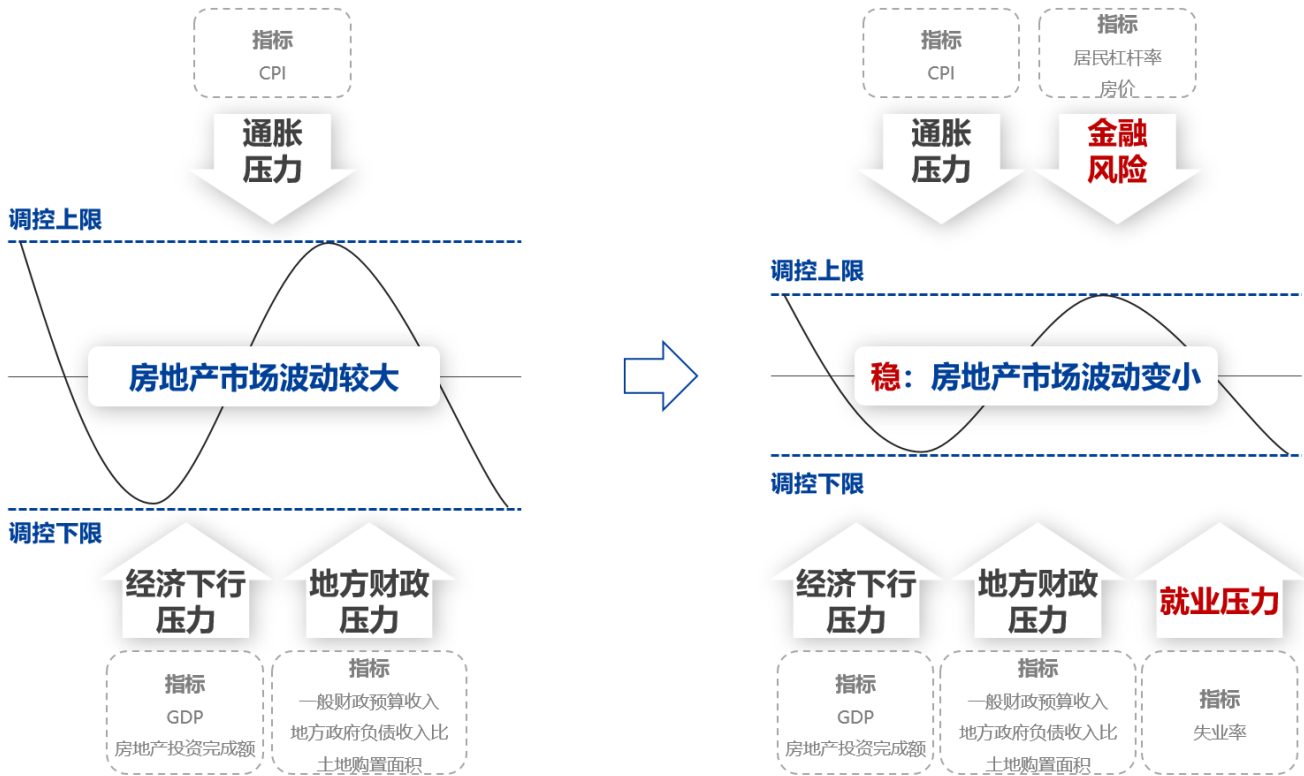 指标
CPI
通胀
压力
调控上限
房地产市场波动较大
调控下限
经济下行
压力
地方财政
压力
指标
GDP
房地产投资完成额
指标
一般财政预算收入
地方政府负债收入比
土地购置面积
指标
CPI
指标
居民杠杆率
房价
通胀
压力
金融
风险
调控上限
稳：房地产市场波动变小
调控下限
经济下行
压力
地方财政
压力
就业压力
指标
GDP
房地产投资完成额
指标
一般财政预算收入
地方政府负债收入比
土地购置面积
指标
失业率